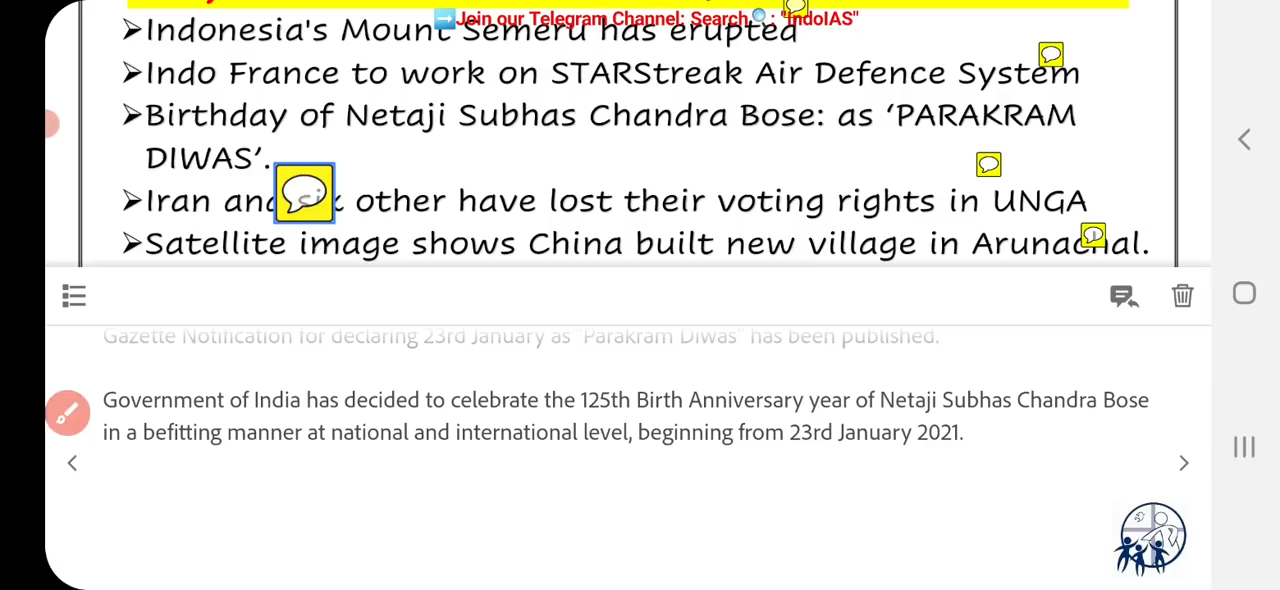 ➡Join our Telegram Channel: Search🔍: "IndoIAS"
➢Indonesia's Mount Semeru has erupted
➢Indo France to work on STARStreak Air Defence System
➢Birthday of Netaji Subhas Chandra Bose: as ‘PARAKRAM
DIWAS’.
➢Iran and six other have lost their voting rights in UNGA
➢Satellite image shows China built new village in Arunachal.
Gazette Notification for declaring 23rd January as "Parakram Diwas" has been published.
Government of India has decided to celebrate the 125th Birth Anniversary year of Netaji Subhas Chandra Bose
in a befitting manner at national and international level, beginning from 23rd January 2021.